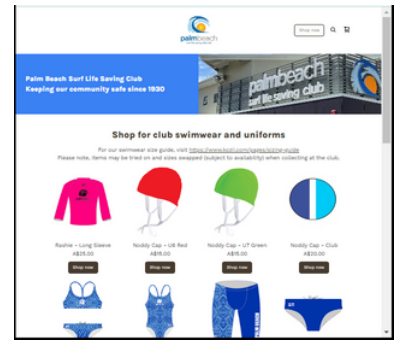 palmbeach
Shop now
Palm Beach Surf Life Saving Club
Keeping our community safe since 1930
palmbeach
surf life saving club
Shop for club swimwear and uniforms
For our swimwear size guide, visit https://www.kozii.com/pages/sizing-guide
Please note, items may be tried on and sizes swapped (subject to availability) when collecting at the club.
Rashie - Long Sleeve
A$25.00
Shop now
Noddy Cap - U6 Red
A$15.00
Shop now
Noddy Cap - U7 Green
A$15.00
Shop now
Noddy Cap - Club
A$20.00
Shop now